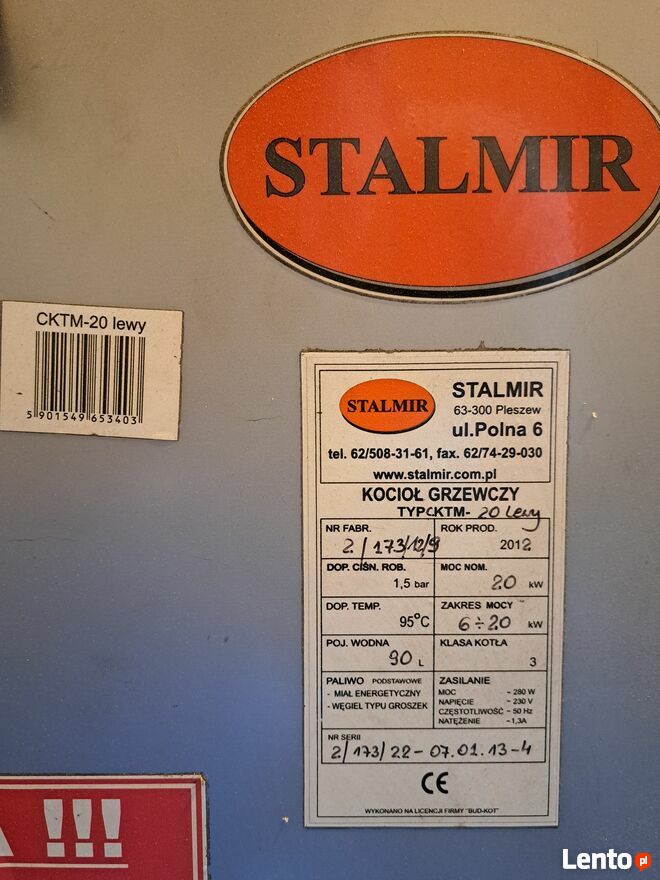 STALMIR
CKTM-20 lewy
5 901549 653403
STALMIR
STALMIR
63-300 Pleszew
ul.Polna 6
tel. 62/508-31-61, fax. 62/74-29-030
www.stalmir.com.pl
KOCIOŁ GRZEWCZY
TYPCKTM- 20 Lewy
NR FABR.
2/173/12/9
ROK PROD.
2012
DOP. CIŚN. ROB.
1,5 bar
MOC NOM.
20 kW
DOP. TEMP.
95°C
ZAKRES MOCY
6÷20 kW
POJ. WODNA
90 L
KLASA KOTŁA
3
PALIWO PODSTAWOWE
- MIAŁ ENERGETYCZNY
- WĘGIEL TYPU GROSZEK
ZASILANIE
MOC - 280 W
NAPIĘCIE - 230 V
CZĘSTOTLIWOŚĆ - 50 Hz
NATĘŻENIE -1,3A
NR SERII
2/173/22-07.01.13-4
CE
WYKONANO NA LICENCJI FIRMY "BUD-KOT"
A !!!
Lento.pl